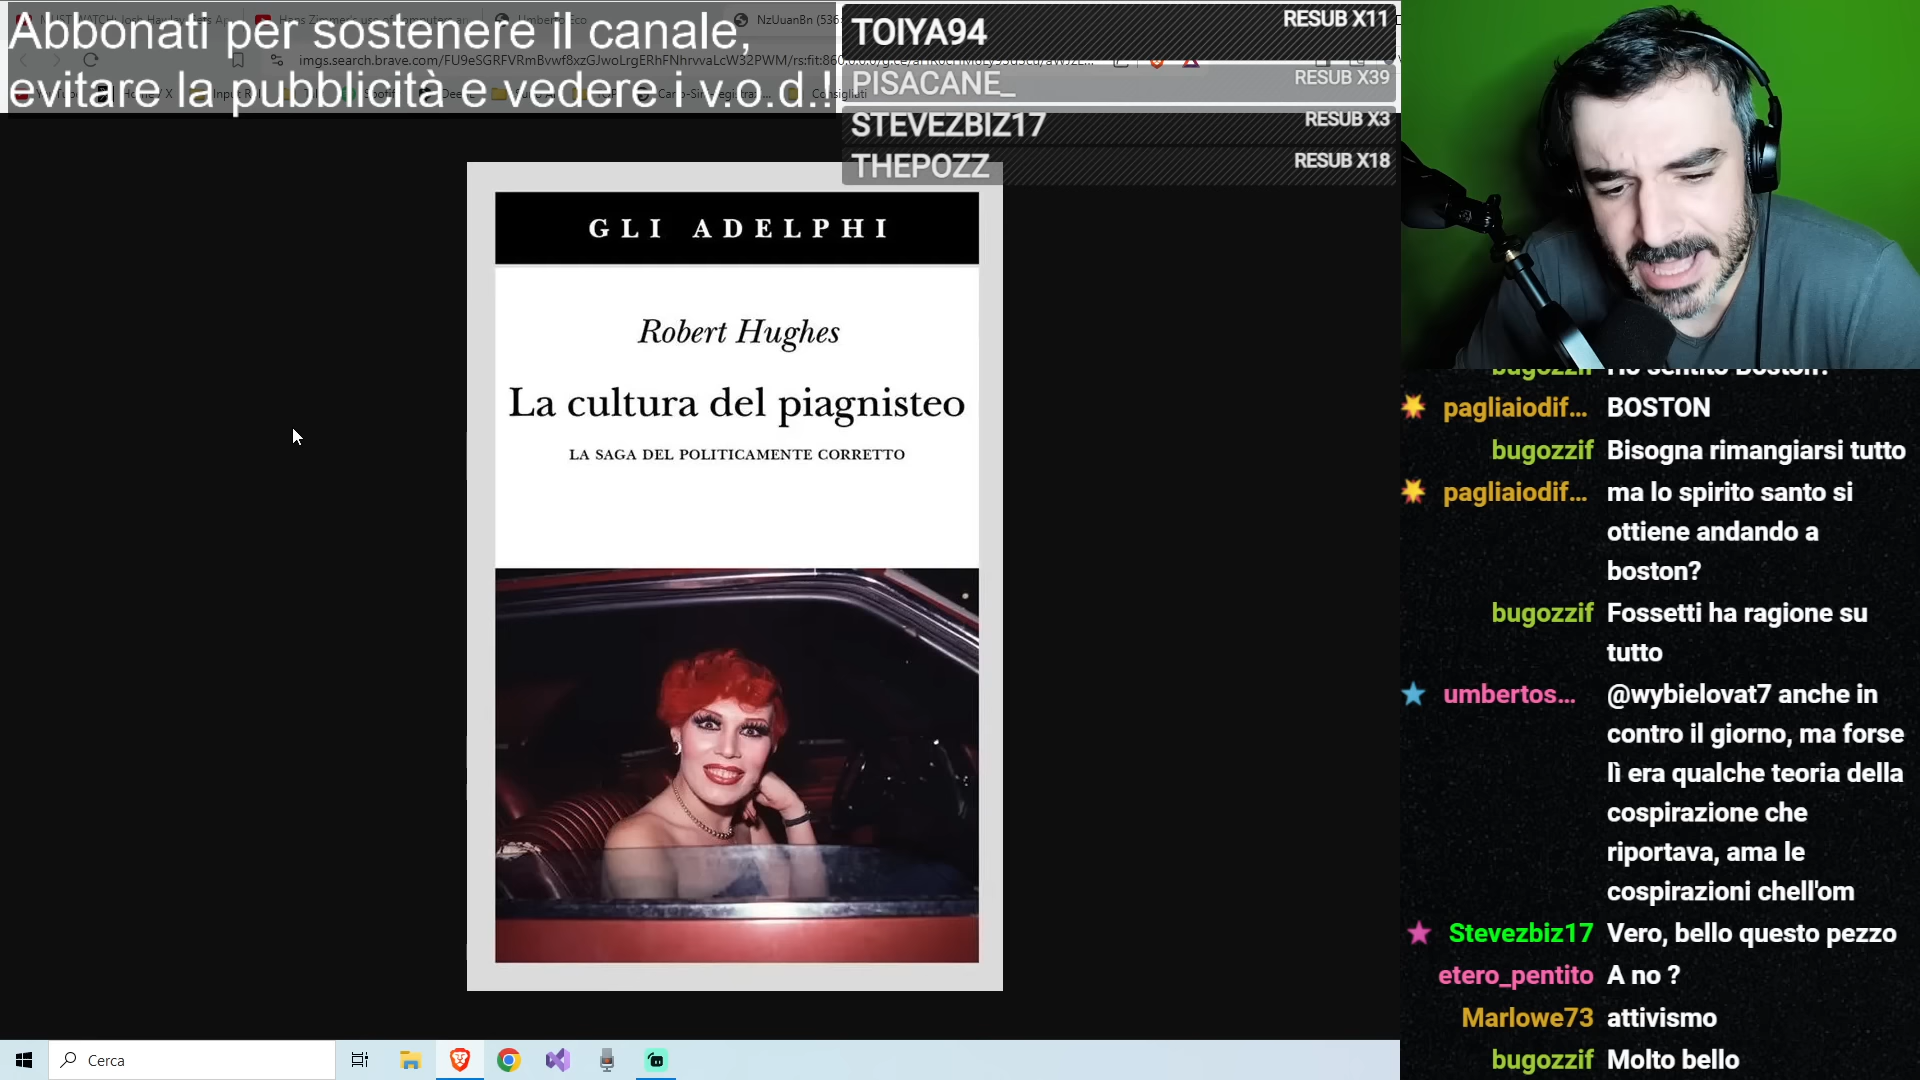 Abbonati per sostenere il canale,
evitare la pubblicità e vedere i v.o.d.!!
TOIYA94 RESUB X11
PISACANE_ RESUB X39
STEVEZBIZ17 RESUB X3
THEPOZZ RESUB X18
GLI ADELPHI
Robert Hughes
La cultura del piagnisteo
LA SAGA DEL POLITICAMENTE CORRETTO
bugozzif Ho sentito Boston?
pagliaiodif... BOSTON
bugozzif Bisogna rimangiarsi tutto
pagliaiodif... ma lo spirito santo si
ottiene andando a
boston?
bugozzif Fossetti ha ragione su
tutto
umbertos... @wybielovat7 anche in
contro il giorno, ma forse
lì era qualche teoria della
cospirazione che
riportava, ama le
cospirazioni chell'om
Stevezbiz17 Vero, bello questo pezzo
etero_pentito A no ?
Marlowe73 attivismo
bugozzif Molto bello
Cerca